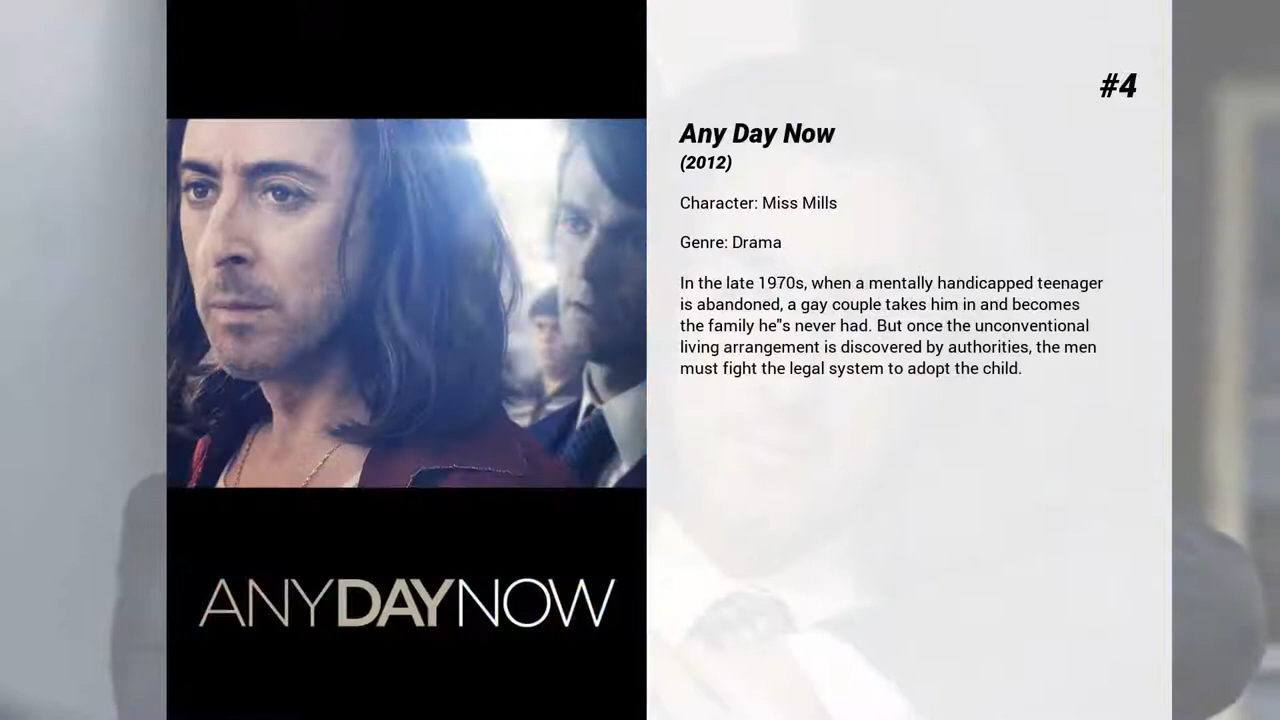 #4
Any Day Now
(2012)
Character: Miss Mills
Genre: Drama
In the late 1970s, when a mentally handicapped teenager
is abandoned, a gay couple takes him in and becomes
the family he"s never had. But once the unconventional
living arrangement is discovered by authorities, the men
must fight the legal system to adopt the child.
ANYDAYNOW